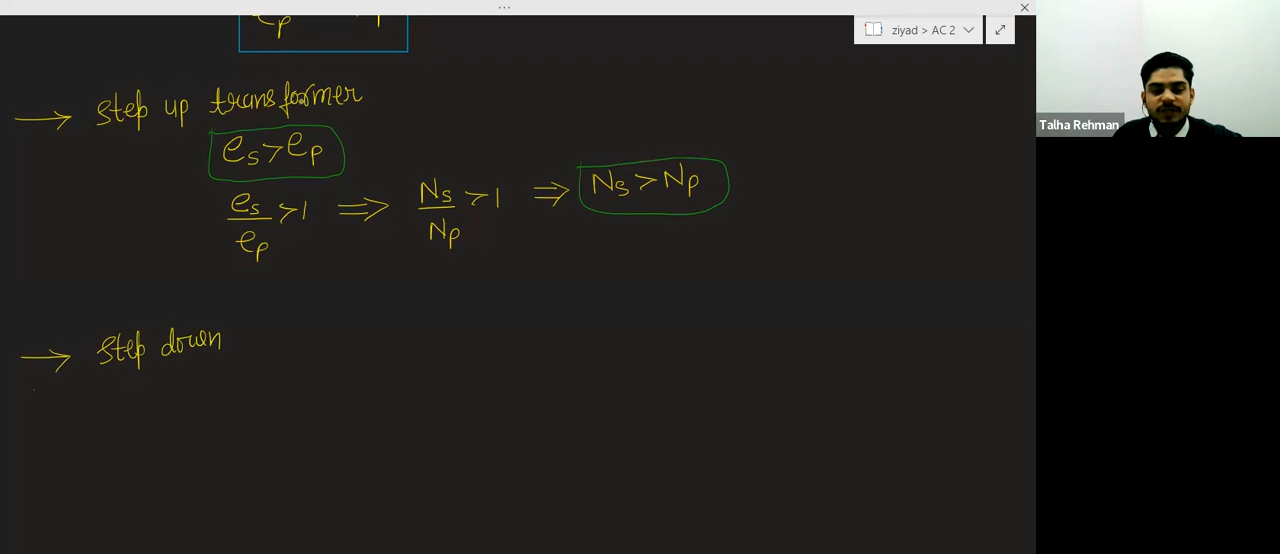 ep
ziyad > AC 2
Talha Rehman
→ Step up transformer
es > ep
es/ep > 1 ⇒ Ns/Np > 1 ⇒ Ns > Np
→ Step down